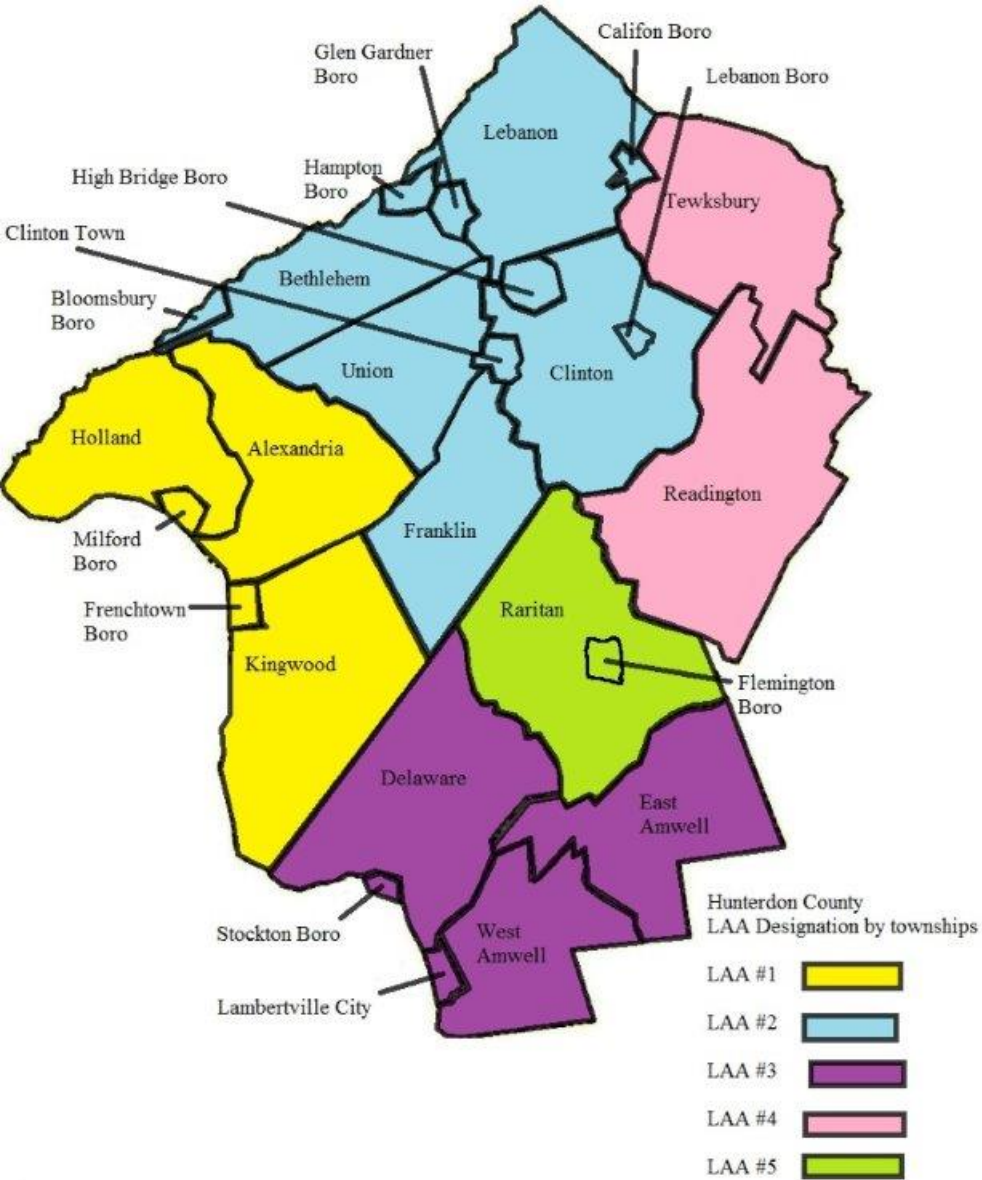 Califon Boro
Glen Gardner
Boro
Lebanon Boro
Lebanon
Hampton
Boro
High Bridge Boro
Tewksbury
Clinton Town
Bethlehem
Bloomsbury
Boro
Union
Clinton
Holland
Alexandria
Readington
Milford
Boro
Franklin
Frenchtown
Boro
Raritan
Kingwood
Flemington
Boro
Delaware
East
Amwell
Stockton Boro
West
Amwell
Lambertville City
Hunterdon County
LAA Designation by townships
LAA #1
LAA #2
LAA #3
LAA #4
LAA #5